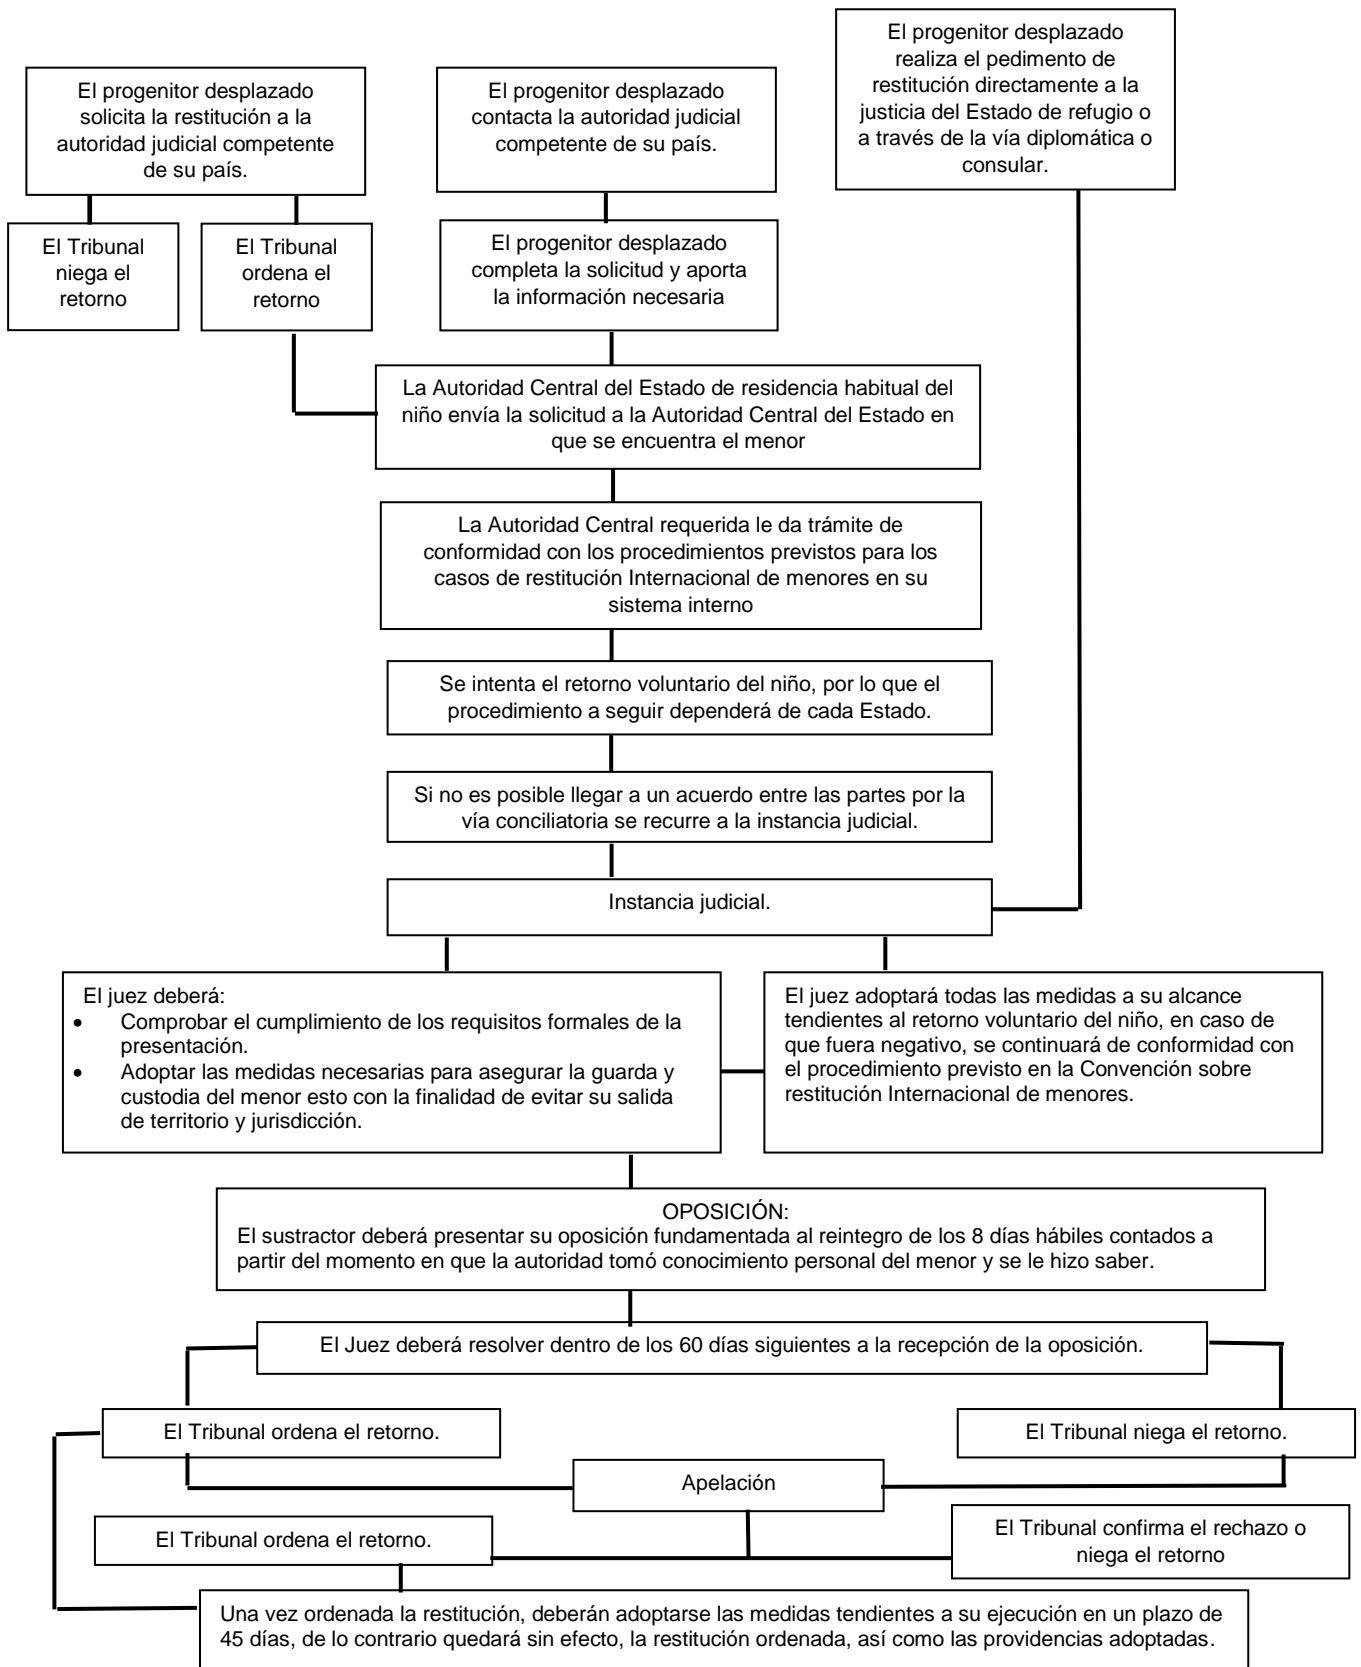 El progenitor desplazado
solicita la restitución a la
autoridad judicial competente
de su país.
El progenitor desplazado
contacta la autoridad judicial
competente de su país.
El progenitor desplazado
realiza el pedimento de
restitución directamente a la
justicia del Estado de refugio o
a través de la vía diplomática o
consular.
El Tribunal
niega el
retorno
El Tribunal
ordena el
retorno
El progenitor desplazado
completa la solicitud y aporta
la información necesaria
La Autoridad Central del Estado de residencia habitual del
niño envía la solicitud a la Autoridad Central del Estado en
que se encuentra el menor
La Autoridad Central requerida le da trámite de
conformidad con los procedimientos previstos para los
casos de restitución Internacional de menores en su
sistema interno
Se intenta el retorno voluntario del niño, por lo que el
procedimiento a seguir dependerá de cada Estado.
Si no es posible llegar a un acuerdo entre las partes por la
vía conciliatoria se recurre a la instancia judicial.
Instancia judicial.
El juez deberá:
• Comprobar el cumplimiento de los requisitos formales de la
presentación.
• Adoptar las medidas necesarias para asegurar la guarda y
custodia del menor esto con la finalidad de evitar su salida
de territorio y jurisdicción.
El juez adoptará todas las medidas a su alcance
tendientes al retorno voluntario del niño, en caso de
que fuera negativo, se continuará de conformidad con
el procedimiento previsto en la Convención sobre
restitución Internacional de menores.
OPOSICIÓN:
El sustractor deberá presentar su oposición fundamentada al reintegro de los 8 días hábiles contados a
partir del momento en que la autoridad tomó conocimiento personal del menor y se le hizo saber.
El Juez deberá resolver dentro de los 60 días siguientes a la recepción de la oposición.
El Tribunal ordena el retorno.
El Tribunal niega el retorno.
Apelación
El Tribunal ordena el retorno.
El Tribunal confirma el rechazo o
niega el retorno
Una vez ordenada la restitución, deberán adoptarse las medidas tendientes a su ejecución en un plazo de
45 días, de lo contrario quedará sin efecto, la restitución ordenada, así como las providencias adoptadas.